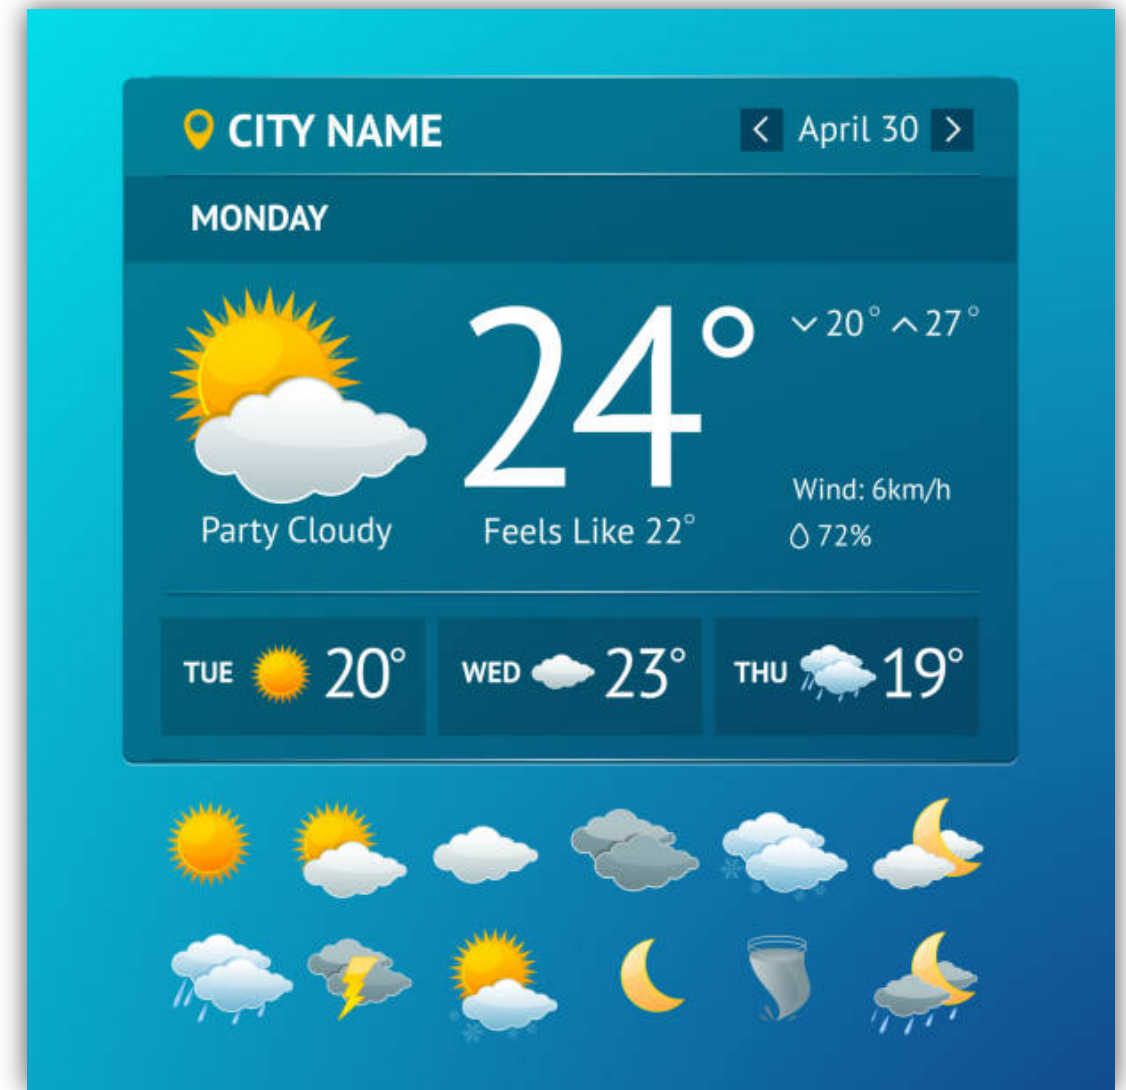 CITY NAME
April 30
MONDAY
24°
20° 27°
Wind: 6km/h
72%
Party Cloudy
Feels Like 22°
TUE 20°
WED 23°
THU 19°